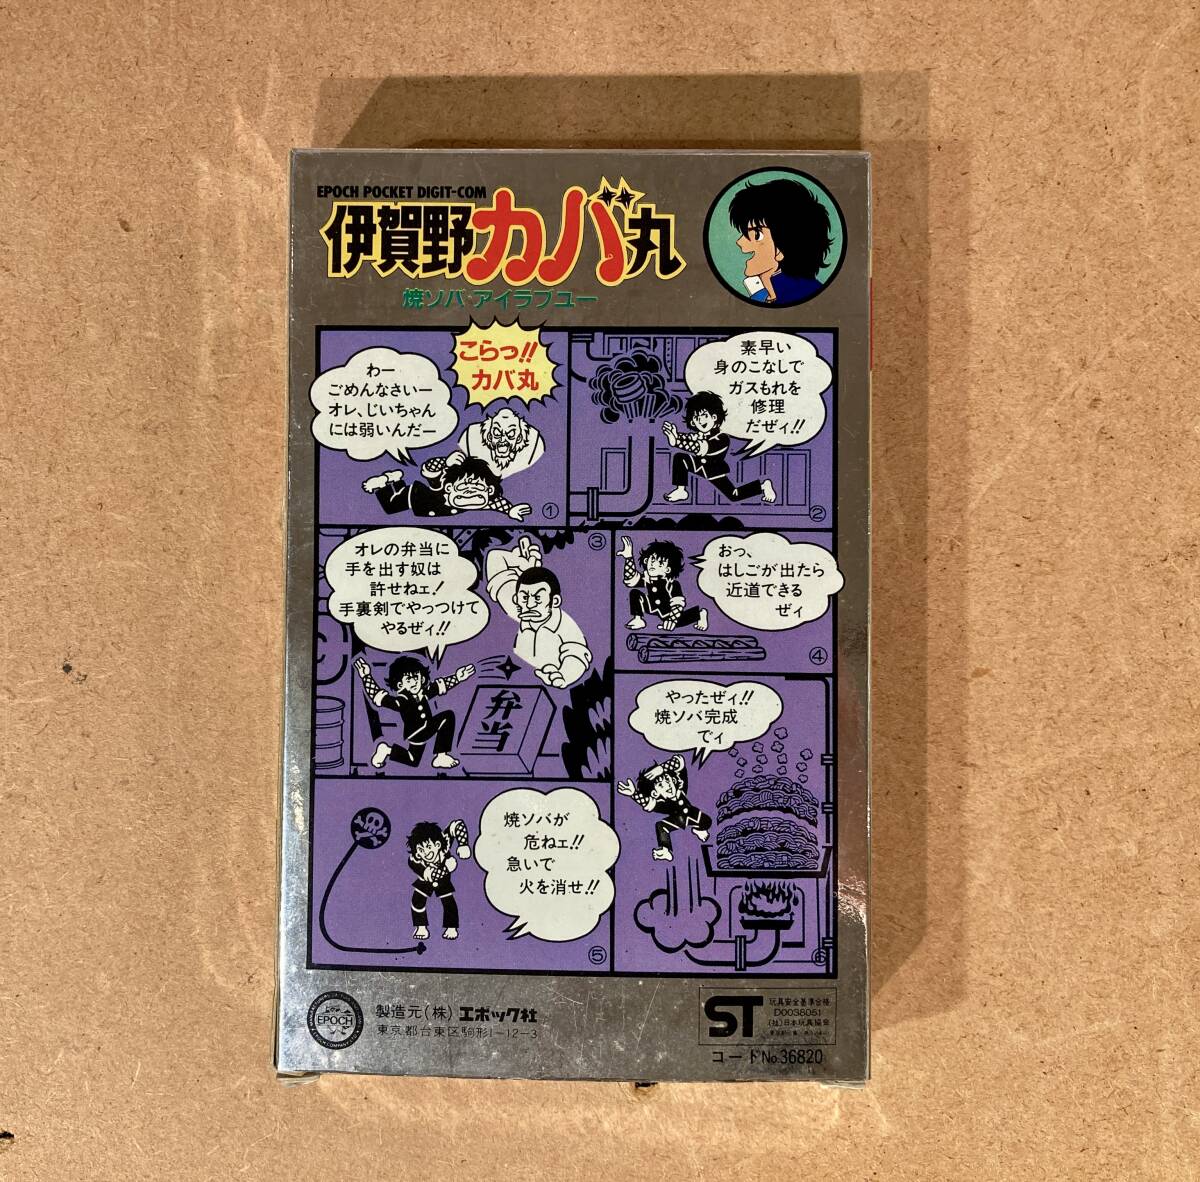 EPOCH POCKET DIGIT-COM
伊賀野カバ丸
焼ソバ アイラブユー
こらっ!!
カバ丸
わー
ごめんなさいー
オレ、じいちゃん
には弱いんだー
①
素早い
身のこなしで
ガスもれを
修理
だぜィ!!
②
オレの弁当に
手を出す奴は
許せねェ!
手裏剣でやっつけて
やるぜィ!!
弁当
③
おっ、
はしごが出たら
近道できる
ぜィ
④
焼ソバが
危ねェ!!
急いで
火を消せ!!
⑤
やったぜィ!!
焼ソバ完成
でィ
⑥
EPOCH
製造元(株)エポック社
東京都台東区駒形1-12-3
ST
玩具安全基準合格
D0038051
(社)日本玩具協会
コードNo.36820